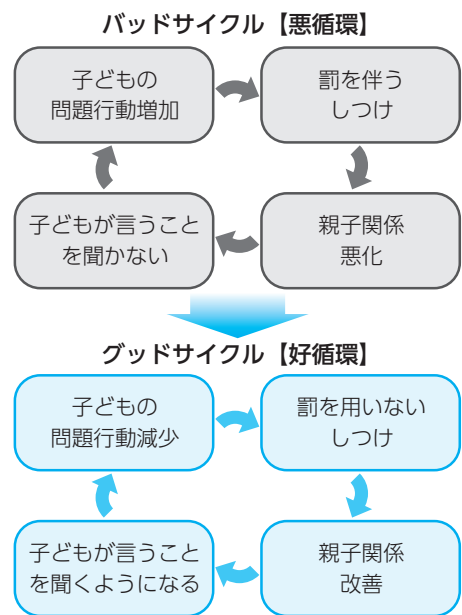 バッドサイクル【悪循環】
子どもの
問題行動増加
罰を伴う
しつけ
子どもが言うこと
を聞かない
親子関係
悪化
グッドサイクル【好循環】
子どもの
問題行動減少
罰を用いない
しつけ
子どもが言うこと
を聞くようになる
親子関係
改善